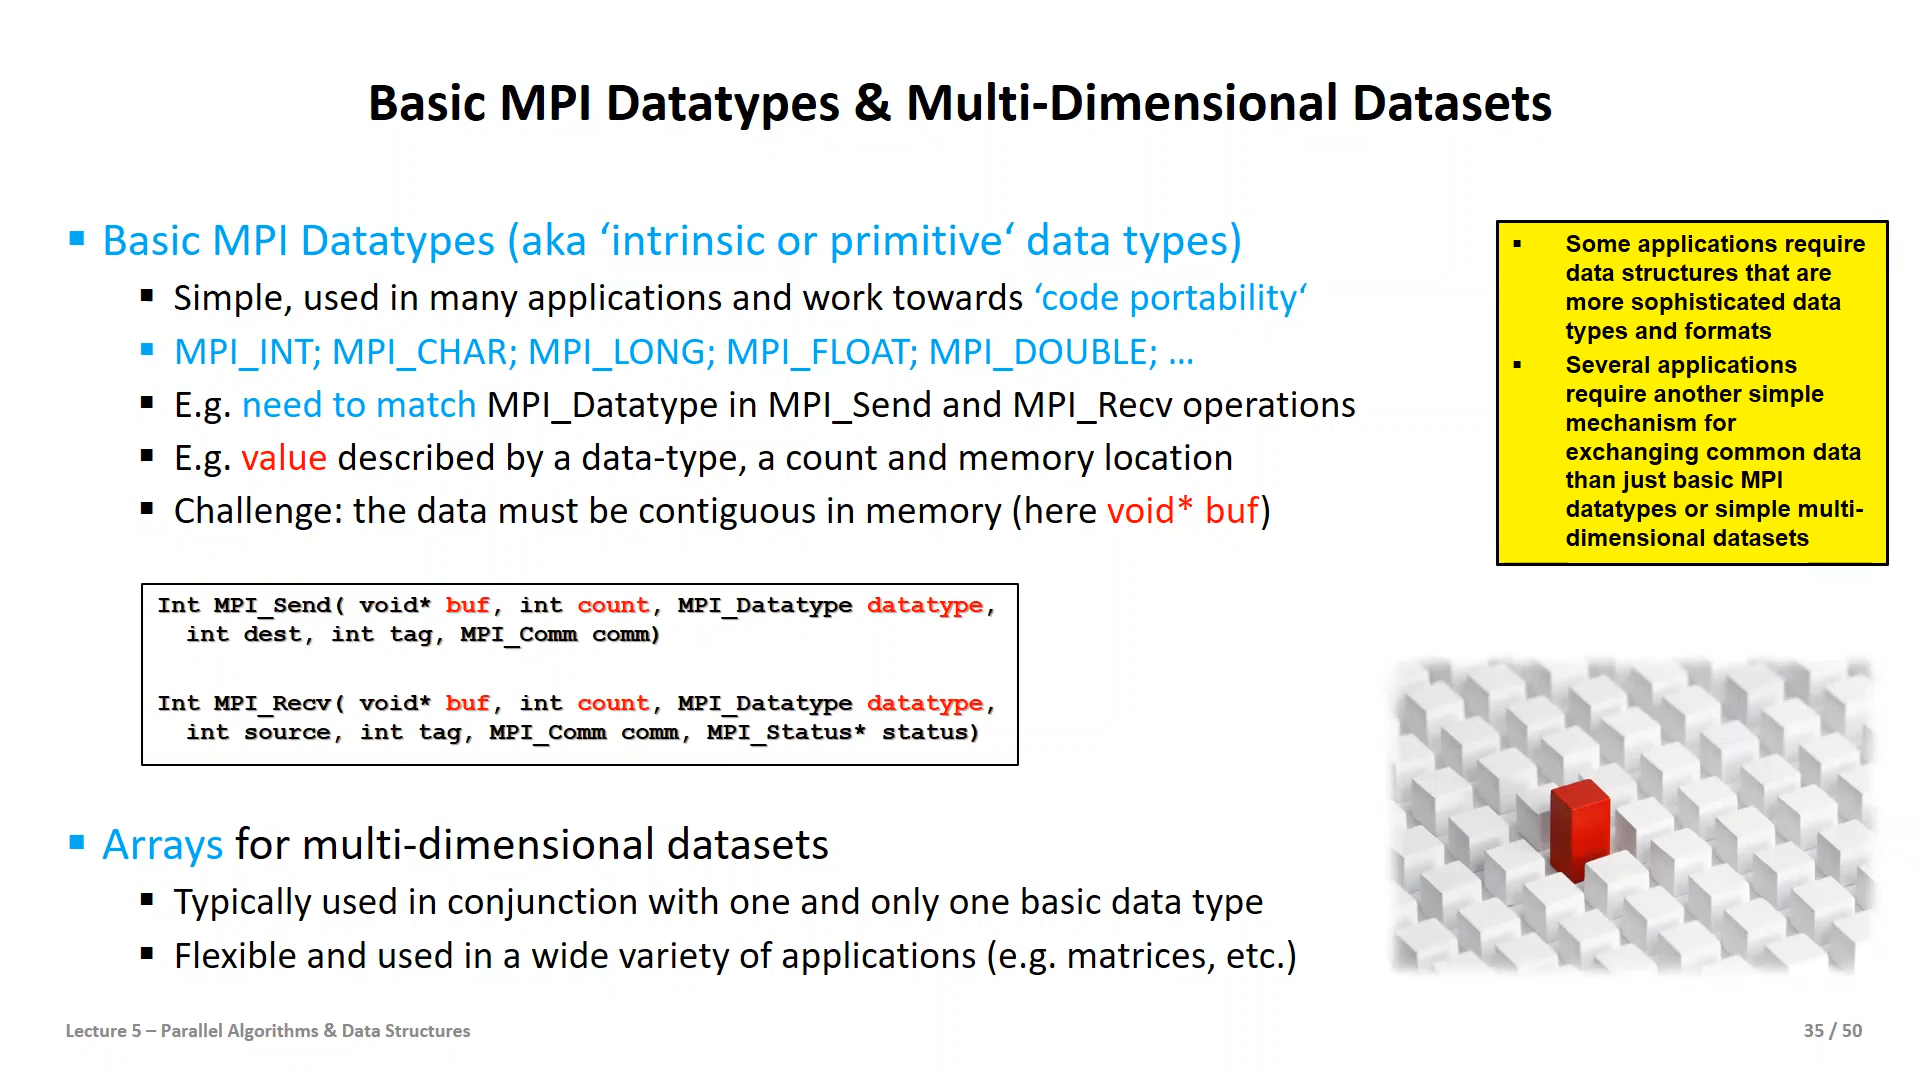 Basic MPI Datatypes & Multi-Dimensional Datasets
▪ Basic MPI Datatypes (aka ‘intrinsic or primitive‘ data types)
▪ Simple, used in many applications and work towards ‘code portability‘
▪ MPI_INT; MPI_CHAR; MPI_LONG; MPI_FLOAT; MPI_DOUBLE; …
▪ E.g. need to match MPI_Datatype in MPI_Send and MPI_Recv operations
▪ E.g. value described by a data-type, a count and memory location
▪ Challenge: the data must be contiguous in memory (here void* buf)
Int MPI_Send( void* buf, int count, MPI_Datatype datatype,
int dest, int tag, MPI_Comm comm)
Int MPI_Recv( void* buf, int count, MPI_Datatype datatype,
int source, int tag, MPI_Comm comm, MPI_Status* status)
▪ Arrays for multi-dimensional datasets
▪ Typically used in conjunction with one and only one basic data type
▪ Flexible and used in a wide variety of applications (e.g. matrices, etc.)
▪ Some applications require
data structures that are
more sophisticated data
types and formats
▪ Several applications
require another simple
mechanism for
exchanging common data
than just basic MPI
datatypes or simple multi-
dimensional datasets
Lecture 5 – Parallel Algorithms & Data Structures
35 / 50